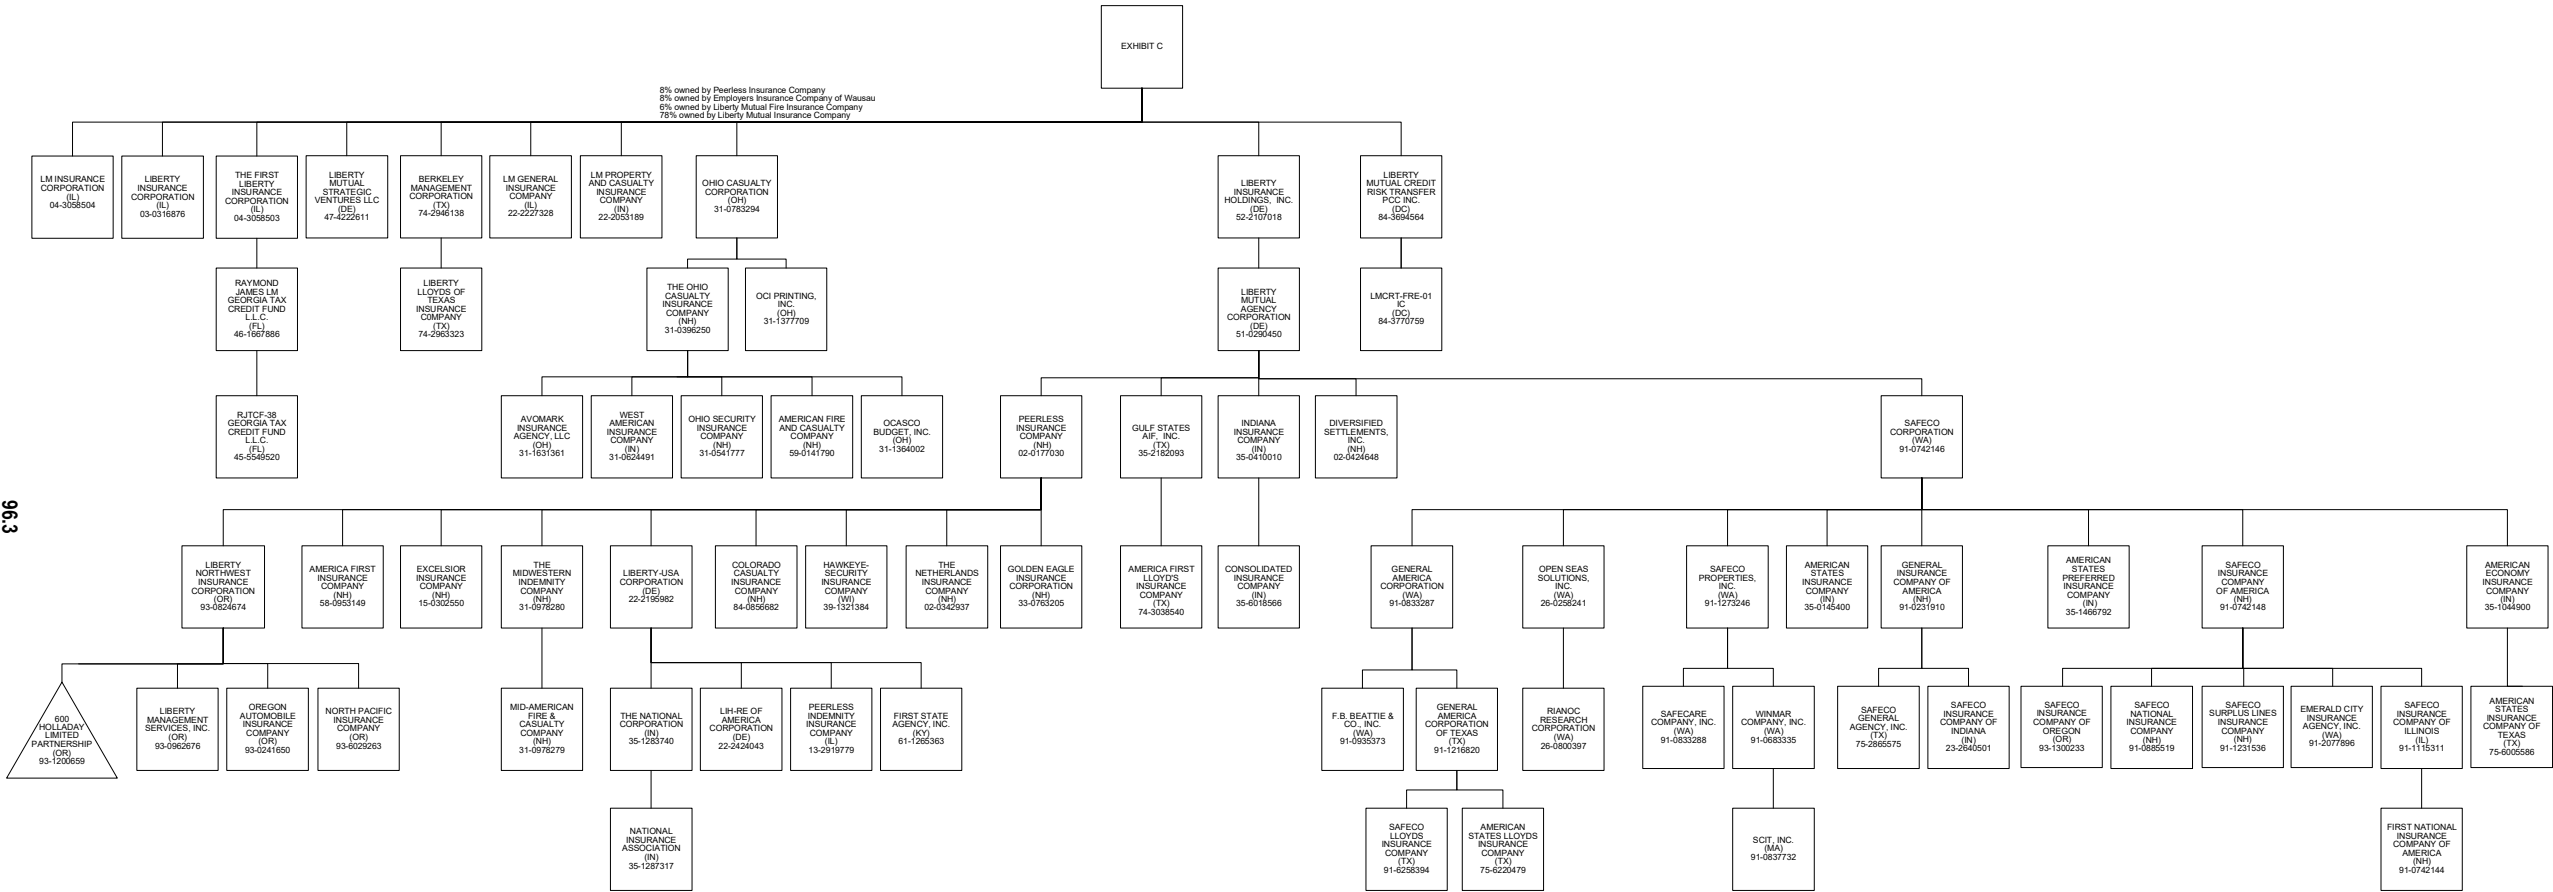 EXHIBIT C
8% owned by Peerless Insurance Company
8% owned by Employers Insurance Company of Wausau
6% owned by Liberty Mutual Fire Insurance Company
78% owned by Liberty Mutual Insurance Company
LM INSURANCE
CORPORATION
(IL)
04-3058504
LIBERTY
INSURANCE
CORPORATION
(IL)
03-0316876
THE FIRST
LIBERTY
INSURANCE
CORPORATION
(IL)
04-3058503
LIBERTY
MUTUAL
STRATEGIC
VENTURES LLC
(DE)
47-4222611
BERKELEY
MANAGEMENT
CORPORATION
(TX)
74-2946138
LM GENERAL
INSURANCE
COMPANY
(IL)
22-2227328
LM PROPERTY
AND CASUALTY
INSURANCE
COMPANY
(IN)
22-2053189
OHIO CASUALTY
CORPORATION
(OH)
31-0783294
LIBERTY
INSURANCE
HOLDINGS, INC.
(DE)
52-2107018
LIBERTY
MUTUAL CREDIT
RISK TRANSFER
PCC INC.
(DC)
84-3694564
RAYMOND
JAMES LM
GEORGIA TAX
CREDIT FUND
L.L.C.
(FL)
46-1667886
LIBERTY
LLOYDS OF
TEXAS
INSURANCE
COMPANY
(TX)
74-2963323
THE OHIO
CASUALTY
INSURANCE
COMPANY
(NH)
31-0396250
OCI PRINTING,
INC.
(OH)
31-1377709
LIBERTY
MUTUAL
AGENCY
CORPORATION
(DE)
51-0290450
LMCRT-FRE-01
IC
(DC)
84-3770759
RJTCF-38
GEORGIA TAX
CREDIT FUND
L.L.C.
(FL)
45-5549520
AVOMARK
INSURANCE
AGENCY, LLC
(OH)
31-1631361
WEST
AMERICAN
INSURANCE
COMPANY
(IN)
31-0624491
OHIO SECURITY
INSURANCE
COMPANY
(NH)
31-0541777
AMERICAN FIRE
AND CASUALTY
COMPANY
(NH)
59-0141790
OCASCO
BUDGET, INC.
(OH)
31-1364002
PEERLESS
INSURANCE
COMPANY
(NH)
02-0177030
GULF STATES
AIF, INC.
(TX)
35-2182093
INDIANA
INSURANCE
COMPANY
(IN)
35-0410010
DIVERSIFIED
SETTLEMENTS,
INC.
(NH)
02-0424648
SAFECO
CORPORATION
(WA)
91-0742146
96.3
LIBERTY
NORTHWEST
INSURANCE
CORPORATION
(OR)
93-0824674
AMERICA FIRST
INSURANCE
COMPANY
(NH)
58-0953149
EXCELSIOR
INSURANCE
COMPANY
(NH)
15-0302550
THE
MIDWESTERN
INDEMNITY
COMPANY
(NH)
31-0978280
LIBERTY-USA
CORPORATION
(DE)
22-2195982
COLORADO
CASUALTY
INSURANCE
COMPANY
(NH)
84-0856682
HAWKEYE-
SECURITY
INSURANCE
COMPANY
(WI)
39-1321384
THE
NETHERLANDS
INSURANCE
COMPANY
(NH)
02-0342937
GOLDEN EAGLE
INSURANCE
CORPORATION
(NH)
33-0763205
AMERICA FIRST
LLOYD'S
INSURANCE
COMPANY
(TX)
74-3038540
CONSOLIDATED
INSURANCE
COMPANY
(IN)
35-6018566
GENERAL
AMERICA
CORPORATION
(WA)
91-0833287
OPEN SEAS
SOLUTIONS,
INC.
(WA)
26-0258241
SAFECO
PROPERTIES,
INC.
(WA)
91-1273246
AMERICAN
STATES
INSURANCE
COMPANY
(IN)
35-0145400
GENERAL
INSURANCE
COMPANY OF
AMERICA
(NH)
91-0231910
AMERICAN
STATES
PREFERRED
INSURANCE
COMPANY
(IN)
35-1466792
SAFECO
INSURANCE
COMPANY
OF AMERICA
(NH)
91-0742148
AMERICAN
ECONOMY
INSURANCE
COMPANY
(IN)
35-1044900
600
HOLLADAY
LIMITED
PARTNERSHIP
(OR)
93-1200659
LIBERTY
MANAGEMENT
SERVICES, INC.
(OR)
93-0962676
OREGON
AUTOMOBILE
INSURANCE
COMPANY
(OR)
93-0241650
NORTH PACIFIC
INSURANCE
COMPANY
(OR)
93-6029263
MID-AMERICAN
FIRE &
CASUALTY
COMPANY
(NH)
31-0978279
THE NATIONAL
CORPORATION
(IN)
35-1283740
LIH-RE OF
AMERICA
CORPORATION
(DE)
22-2424043
PEERLESS
INDEMNITY
INSURANCE
COMPANY
(IL)
13-2919779
FIRST STATE
AGENCY, INC.
(KY)
61-1265363
F.B. BEATTIE &
CO., INC.
(WA)
91-0935373
GENERAL
AMERICA
CORPORATION
OF TEXAS
(TX)
91-1216820
RIANOC
RESEARCH
CORPORATION
(WA)
26-0800397
SAFECARE
COMPANY, INC.
(WA)
91-0833288
WINMAR
COMPANY, INC.
(WA)
91-0683335
SAFECO
GENERAL
AGENCY, INC.
(TX)
75-2865575
SAFECO
INSURANCE
COMPANY OF
INDIANA
(IN)
23-2640501
SAFECO
INSURANCE
COMPANY OF
OREGON
(OR)
93-1300233
SAFECO
NATIONAL
INSURANCE
COMPANY
(NH)
91-0885519
SAFECO
SURPLUS LINES
INSURANCE
COMPANY
(NH)
91-1231536
EMERALD CITY
INSURANCE
AGENCY, INC.
(WA)
91-2077896
SAFECO
INSURANCE
COMPANY OF
ILLINOIS
(IL)
91-1115311
AMERICAN
STATES
INSURANCE
COMPANY OF
TEXAS
(TX)
75-6005586
NATIONAL
INSURANCE
ASSOCIATION
(IN)
35-1287317
SAFECO
LLOYDS
INSURANCE
COMPANY
(TX)
91-6258394
AMERICAN
STATES LLOYDS
INSURANCE
COMPANY
(TX)
75-6220479
SCIT, INC.
(MA)
91-0837732
FIRST NATIONAL
INSURANCE
COMPANY OF
AMERICA
(NH)
91-0742144